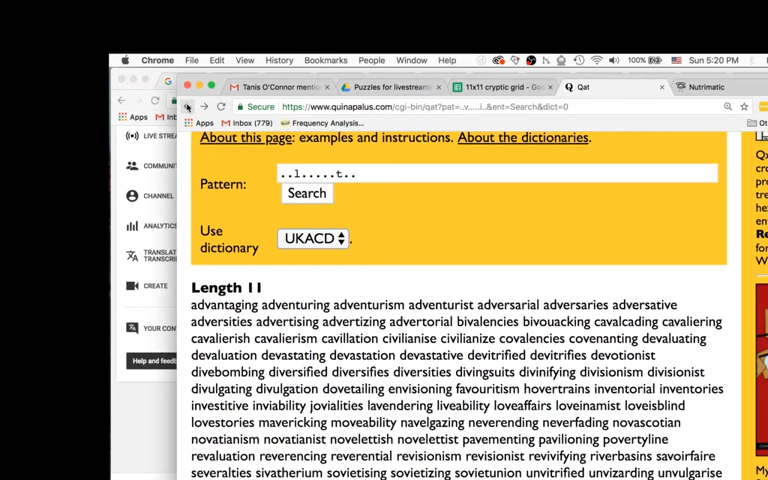 Chrome File Edit View History Bookmarks People Window Help 100% Sun 5:20 PM
Tanis O'Connor mentio Puzzles for livestreami 11x11 cryptic grid - Goo Qat Nutrimatic
Secure https://www.quinapalus.com/cgi-bin/qat?pat=..v.....i..&ent=Search&dict=0
Apps Inbox (779) Frequency Analysis...
Apps
LIVE STREA
COMMUNI
CHANNEL
ANALYTICS
TRANSLAT
TRANSCRI
CREATE
YOUR CON
Help and feedb
About this page: examples and instructions. About the dictionaries.
Pattern: ..l.....t..
Search
Use
dictionary UKACD .
Length 11
advantaging adventuring adventurism adventurist adversarial adversaries adversative
adversities advertising advertizing advertorial bivalencies bivouacking cavalcading cavaliering
cavalierish cavalierism cavillation civilianise civilianize covalencies covenanting devaluating
devaluation devastating devastation devastative devitrified devitrifies devotionist
divebombing diversified diversifies diversities divingsuits divinifying divisionism divisionist
divulgating divulgation dovetailing envisioning favouritism hovertrains inventorial inventories
investitive inviability jovialities lavendering liveability loveaffairs loveinamist loveisblind
lovestories mavericking moveability navelgazing neverending neverfading novascotian
novatianism novatianist novelettish novelettist pavementing pavilioning povertyline
revaluation reverencing reverential revisionism revisionist revivifying riverbasins savoirfaire
severalties sivatherium sovietising sovietizing sovietunion unvitrified unvizarding unvulgarise